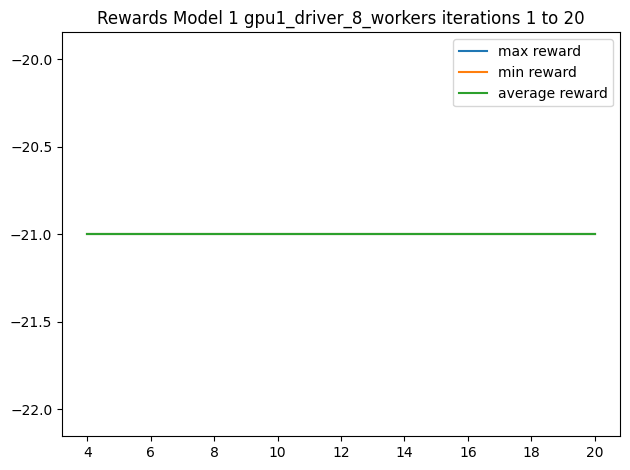 Rewards Model 1 gpu1_driver_8_workers iterations 1 to 20
max reward
min reward
average reward
−20.0
−20.5
−21.0
−21.5
−22.0
4 6 8 10 12 14 16 18 20